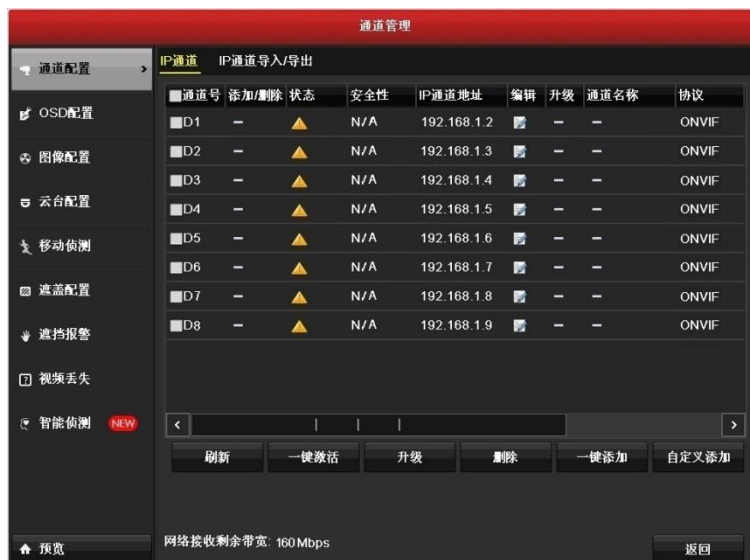 通道管理
通道配置 >
OSD配置
图像配置
云台配置
移动侦测
遮盖配置
遮挡报警
视频丢失
智能侦测 NEW
预览
IP通道 IP通道导入/导出
通道号 添加/删除 状态 安全性 IP通道地址 编辑 升级 通道名称 协议
D1 – N/A 192.168.1.2 – – ONVIF
D2 – N/A 192.168.1.3 – – ONVIF
D3 – N/A 192.168.1.4 – – ONVIF
D4 – N/A 192.168.1.5 – – ONVIF
D5 – N/A 192.168.1.6 – – ONVIF
D6 – N/A 192.168.1.7 – – ONVIF
D7 – N/A 192.168.1.8 – – ONVIF
D8 – N/A 192.168.1.9 – – ONVIF
< >
刷新 一键激活 升级 删除 一键添加 自定义添加
网络接收剩余带宽: 160Mbps
返回